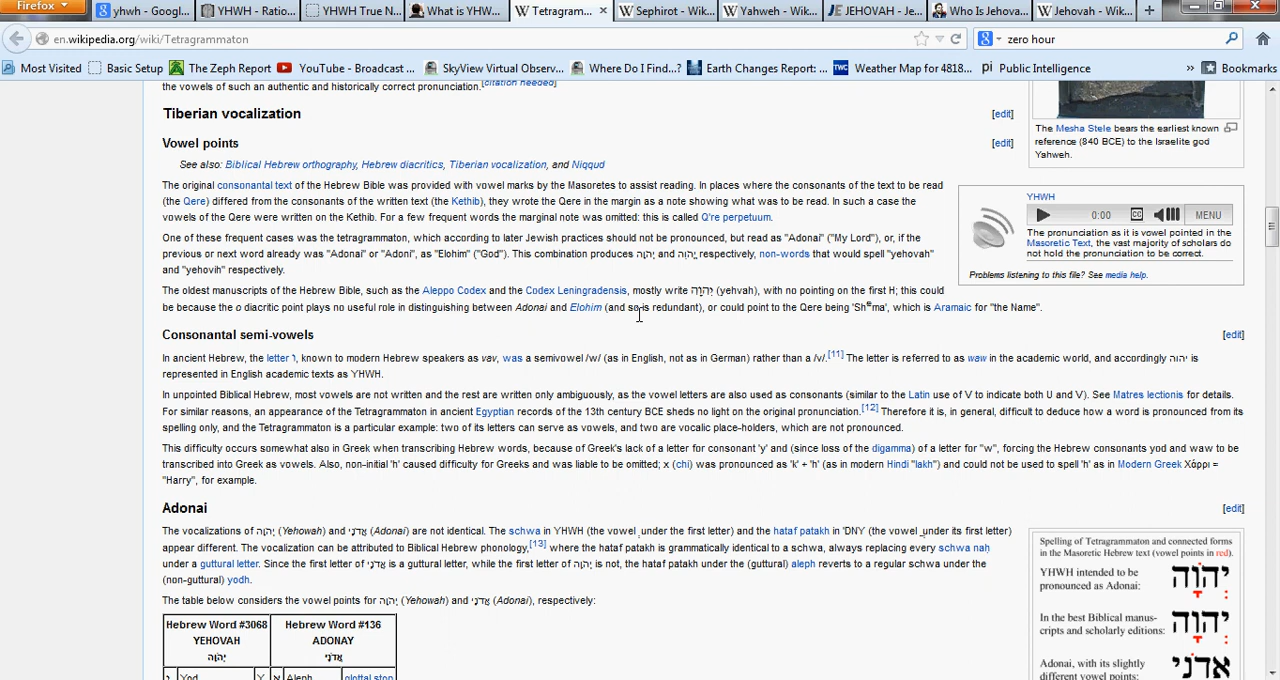 Firefox
yhwh - Googl...
YHWH - Ratio...
YHWH True N...
What is YHW...
Tetragram...
Sephirot - Wik...
Yahweh - Wik...
JEHOVAH - Je...
Who Is Jehova...
Jehovah - Wik...
en.wikipedia.org/wiki/Tetragrammaton
zero hour
Most Visited
Basic Setup
The Zeph Report
YouTube - Broadcast ...
SkyView Virtual Observ...
Where Do I Find...?
Earth Changes Report: ...
Weather Map for 4818...
Public Intelligence
Bookmarks
the vowels of such an authentic and historically correct pronunciation.[citation needed]
Tiberian vocalization [edit]
Vowel points [edit]
See also: Biblical Hebrew orthography, Hebrew diacritics, Tiberian vocalization, and Niqqud
The original consonantal text of the Hebrew Bible was provided with vowel marks by the Masoretes to assist reading. In places where the consonants of the text to be read
(the Qere) differed from the consonants of the written text (the Kethib), they wrote the Qere in the margin as a note showing what was to be read. In such a case the
vowels of the Qere were written on the Kethib. For a few frequent words the marginal note was omitted: this is called Q're perpetuum.
One of these frequent cases was the tetragrammaton, which according to later Jewish practices should not be pronounced, but read as "Adonai" ("My Lord"), or, if the
previous or next word already was "Adonai" or "Adoni", as "Elohim" ("God"). This combination produces יְהֹוָה and יֱהֹוִה respectively, non-words that would spell "yehovah"
and "yehovih" respectively.
The oldest manuscripts of the Hebrew Bible, such as the Aleppo Codex and the Codex Leningradensis, mostly write יְהוָה (yehvah), with no pointing on the first H; this could
be because the o diacritic point plays no useful role in distinguishing between Adonai and Elohim (and so is redundant), or could point to the Qere being 'Shᵉma', which is Aramaic for "the Name".
Consonantal semi-vowels [edit]
In ancient Hebrew, the letter ו, known to modern Hebrew speakers as vav, was a semivowel /w/ (as in English, not as in German) rather than a /v/.[11] The letter is referred to as waw in the academic world, and accordingly יהוה is
represented in English academic texts as YHWH.
In unpointed Biblical Hebrew, most vowels are not written and the rest are written only ambiguously, as the vowel letters are also used as consonants (similar to the Latin use of V to indicate both U and V). See Matres lectionis for details.
For similar reasons, an appearance of the Tetragrammaton in ancient Egyptian records of the 13th century BCE sheds no light on the original pronunciation.[12] Therefore it is, in general, difficult to deduce how a word is pronounced from its
spelling only, and the Tetragrammaton is a particular example: two of its letters can serve as vowels, and two are vocalic place-holders, which are not pronounced.
This difficulty occurs somewhat also in Greek when transcribing Hebrew words, because of Greek's lack of a letter for consonant 'y' and (since loss of the digamma) of a letter for "w", forcing the Hebrew consonants yod and waw to be
transcribed into Greek as vowels. Also, non-initial 'h' caused difficulty for Greeks and was liable to be omitted; x (chi) was pronounced as 'k' + 'h' (as in modern Hindi "lakh") and could not be used to spell 'h' as in Modern Greek Χάρρι =
"Harry", for example.
Adonai [edit]
The vocalizations of יְהֹוָה (Yehowah) and אֲדֹנָי (Adonai) are not identical. The schwa in YHWH (the vowel ְ under the first letter) and the hataf patakh in 'DNY (the vowel ֲ under its first letter)
appear different. The vocalization can be attributed to Biblical Hebrew phonology,[13] where the hataf patakh is grammatically identical to a schwa, always replacing every schwa naḥ
under a guttural letter. Since the first letter of אֲדֹנָי is a guttural letter, while the first letter of יְהֹוָה is not, the hataf patakh under the (guttural) aleph reverts to a regular schwa under the
(non-guttural) yodh.
The table below considers the vowel points for יְהֹוָה (Yehowah) and אֲדֹנָי (Adonai), respectively:
Hebrew Word #3068
YEHOVAH
יְהֹוָה
Hebrew Word #136
ADONAY
אֲדֹנָי
י Yod Y א Aleph glottal stop
The Mesha Stele bears the earliest known
reference (840 BCE) to the Israelite god
Yahweh.
YHWH
0:00 CC MENU
The pronunciation as it is vowel pointed in the
Masoretic Text, the vast majority of scholars do
not hold the pronunciation to be correct.
Problems listening to this file? See media help.
Spelling of Tetragrammaton and connected forms
in the Masoretic Hebrew text (vowel points in red).
YHWH intended to be
pronounced as Adonai:
יְהֹוָה
In the best Biblical manus-
cripts and scholarly editions:
יְהוָה
Adonai, with its slightly
different vowel points:
אֲדֹנָי